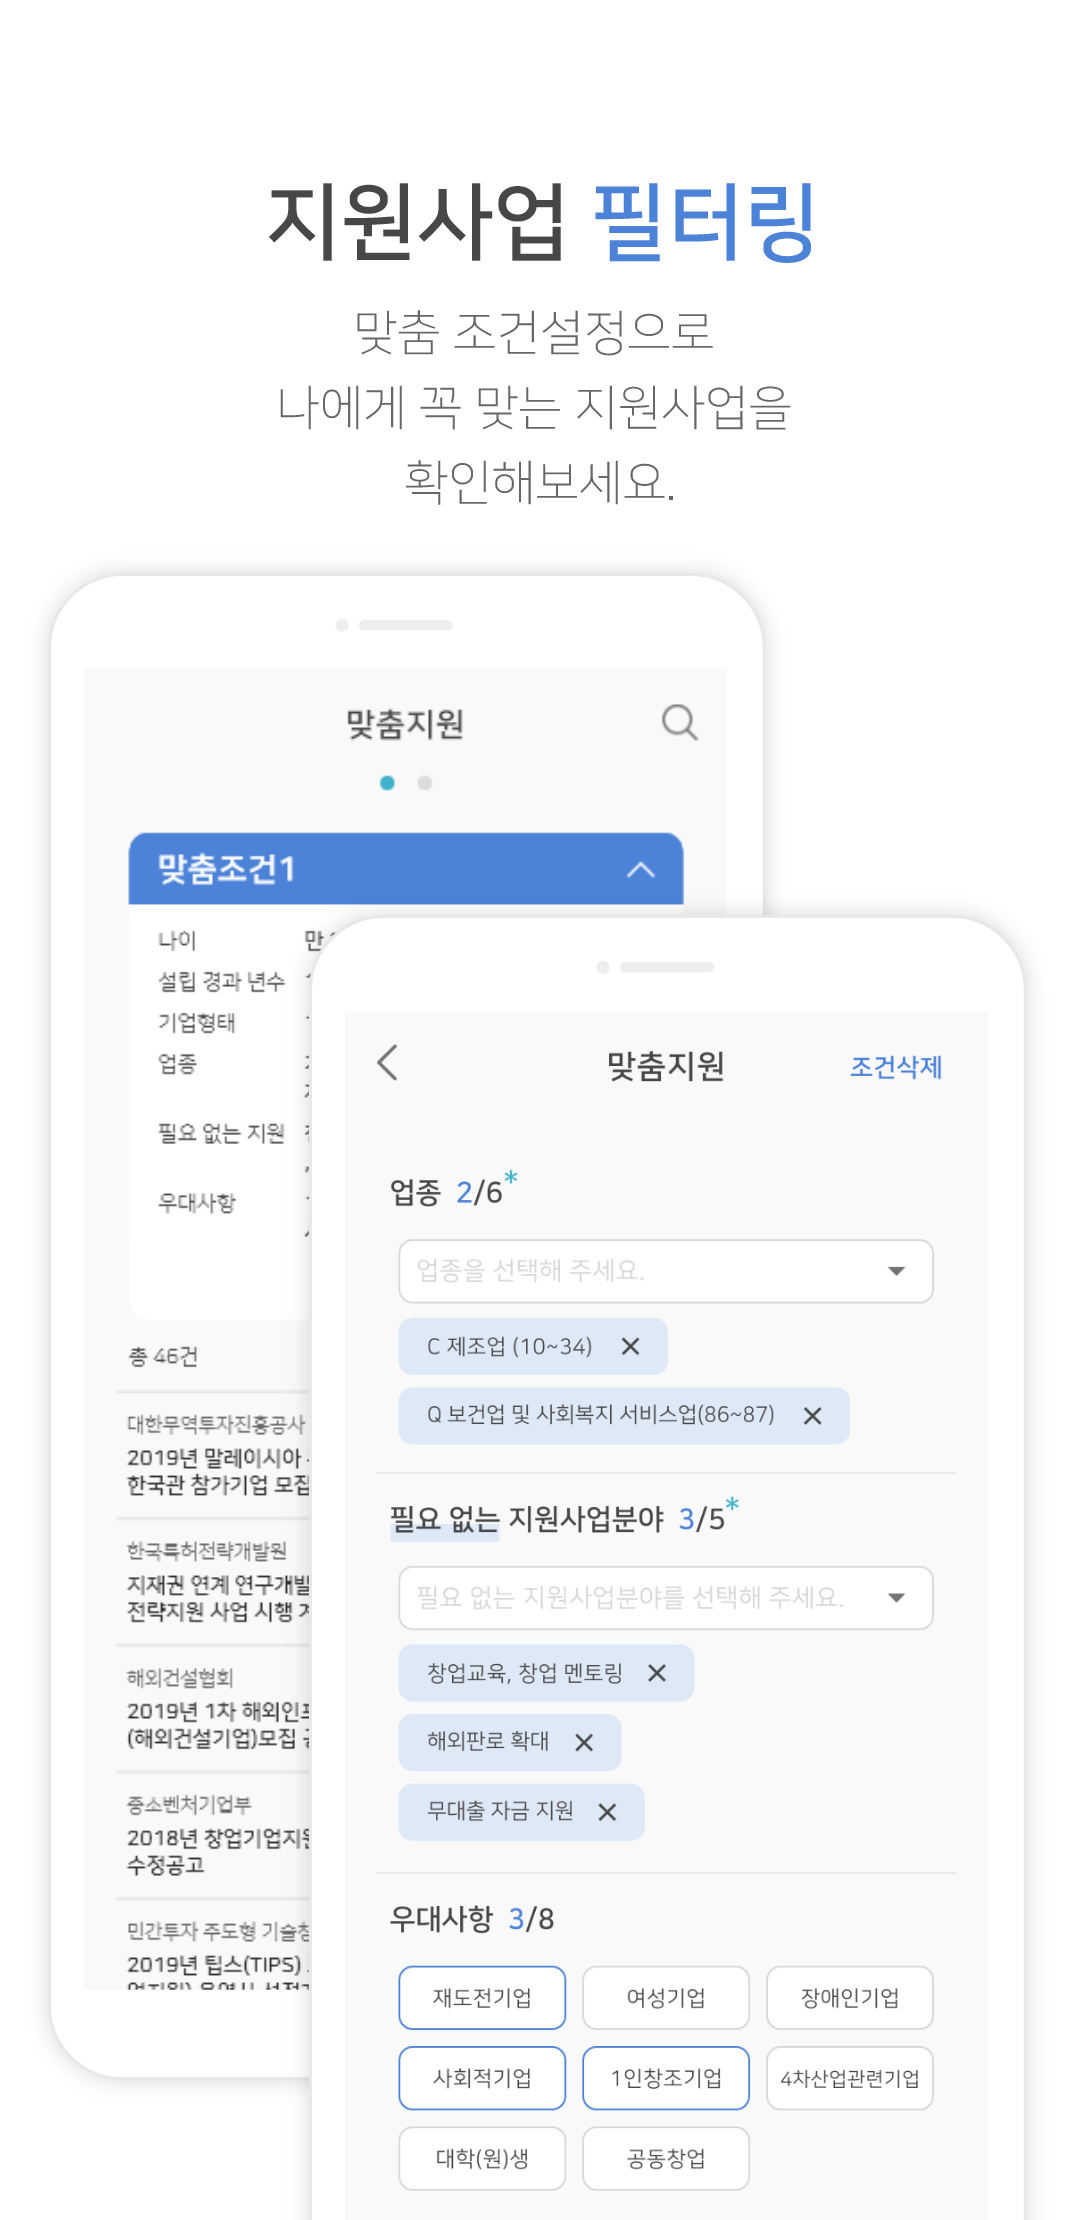 지원사업 필터링
맞춤 조건설정으로
나에게 꼭 맞는 지원사업을
확인해보세요.
맞춤지원
맞춤조건1
나이 만
설립 경과 년수
기업형태
업종
필요 없는 지원
우대사항
총 46건
대한무역투자진흥공사
2019년 말레이시아
한국관 참가기업 모집
한국특허전략개발원
지재권 연계 연구개발
전략지원 사업 시행
해외건설협회
2019년 1차 해외인프
(해외건설기업)모집
중소벤처기업부
2018년 창업기업지원
수정공고
민간투자 주도형 기술창
2019년 팁스(TIPS)
맞춤지원
조건삭제
업종 2/6*
업종을 선택해 주세요.
C 제조업 (10~34) ✕
Q 보건업 및 사회복지 서비스업(86~87) ✕
필요 없는 지원사업분야 3/5*
필요 없는 지원사업분야를 선택해 주세요.
창업교육, 창업 멘토링 ✕
해외판로 확대 ✕
무대출 자금 지원 ✕
우대사항 3/8
재도전기업 여성기업 장애인기업
사회적기업 1인창조기업 4차산업관련기업
대학(원)생 공동창업